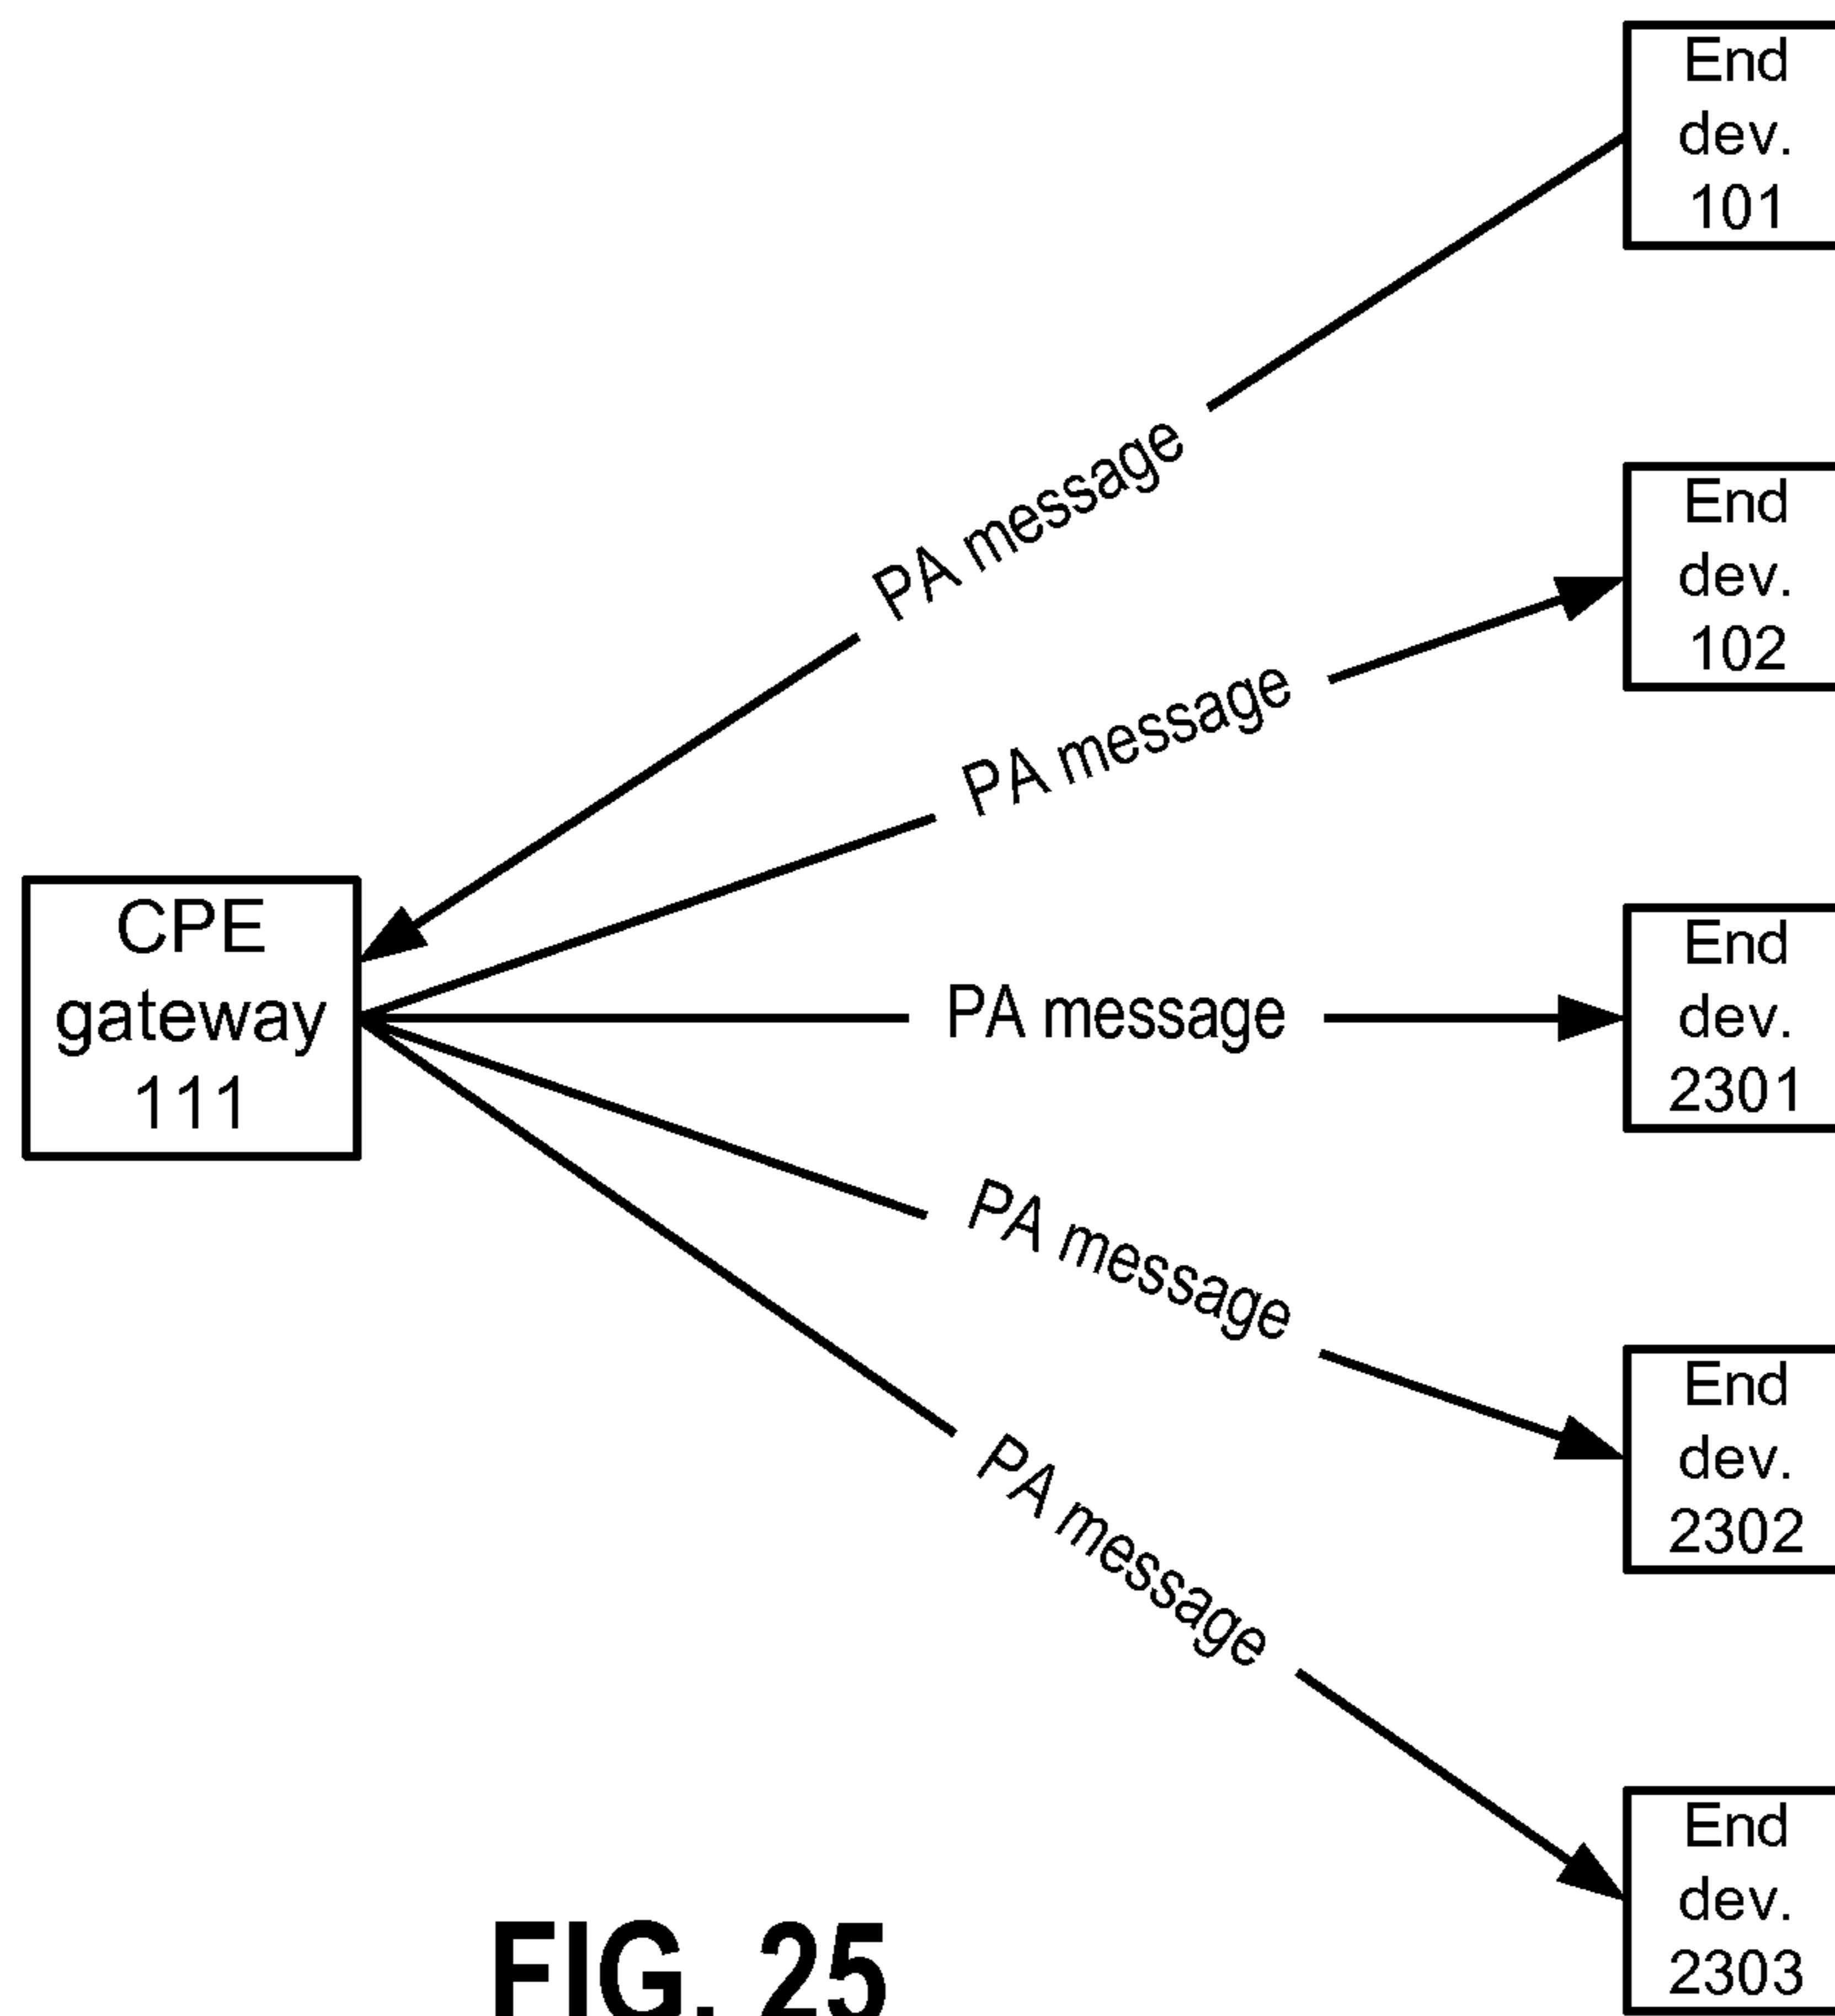 End
dev.
101
PA message
End
dev.
102
PA message
CPE
gateway
111
PA message
End
dev.
2301
PA message
End
dev.
2302
PA message
End
dev.
2303
FIG. 25